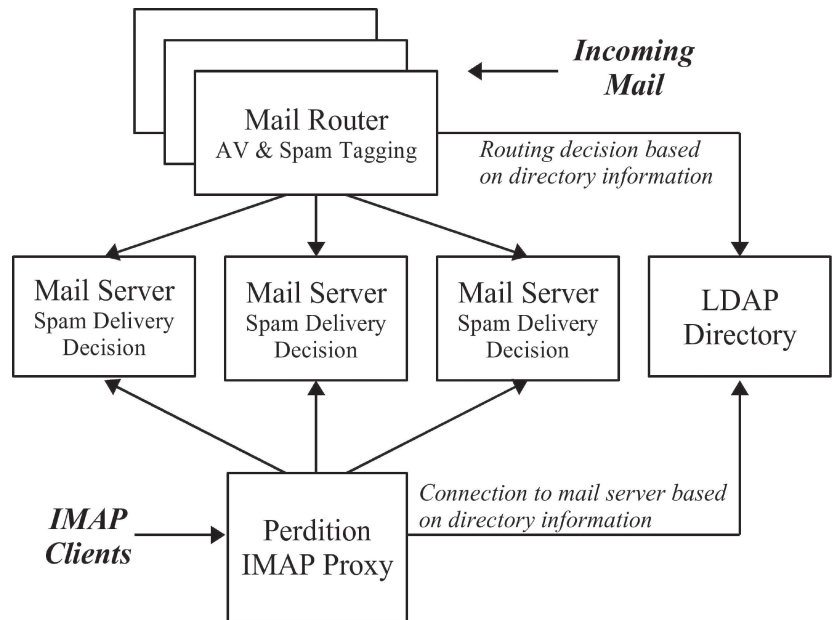 Incoming
Mail
Mail Router
AV & Spam Tagging
Routing decision based
on directory information
Mail Server
Spam Delivery
Decision
Mail Server
Spam Delivery
Decision
Mail Server
Spam Delivery
Decision
LDAP
Directory
Connection to mail server based
on directory information
IMAP
Clients
Perdition
IMAP Proxy